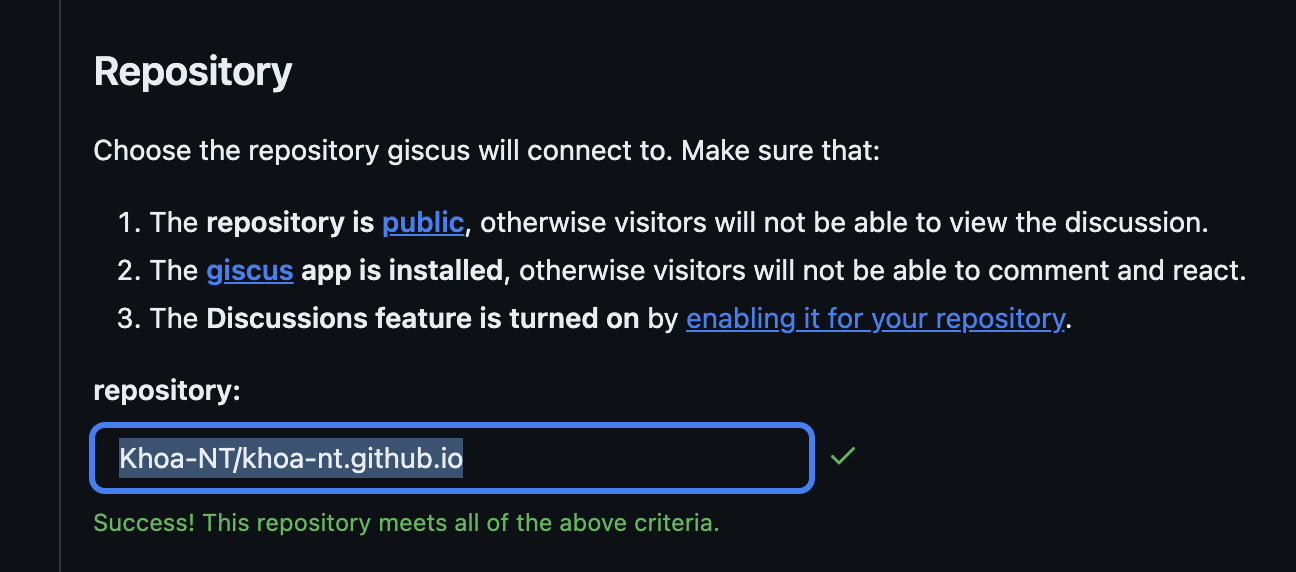 Repository
Choose the repository giscus will connect to. Make sure that:
1. The repository is public, otherwise visitors will not be able to view the discussion.
2. The giscus app is installed, otherwise visitors will not be able to comment and react.
3. The Discussions feature is turned on by enabling it for your repository.
repository:
Khoa-NT/khoa-nt.github.io
Success! This repository meets all of the above criteria.